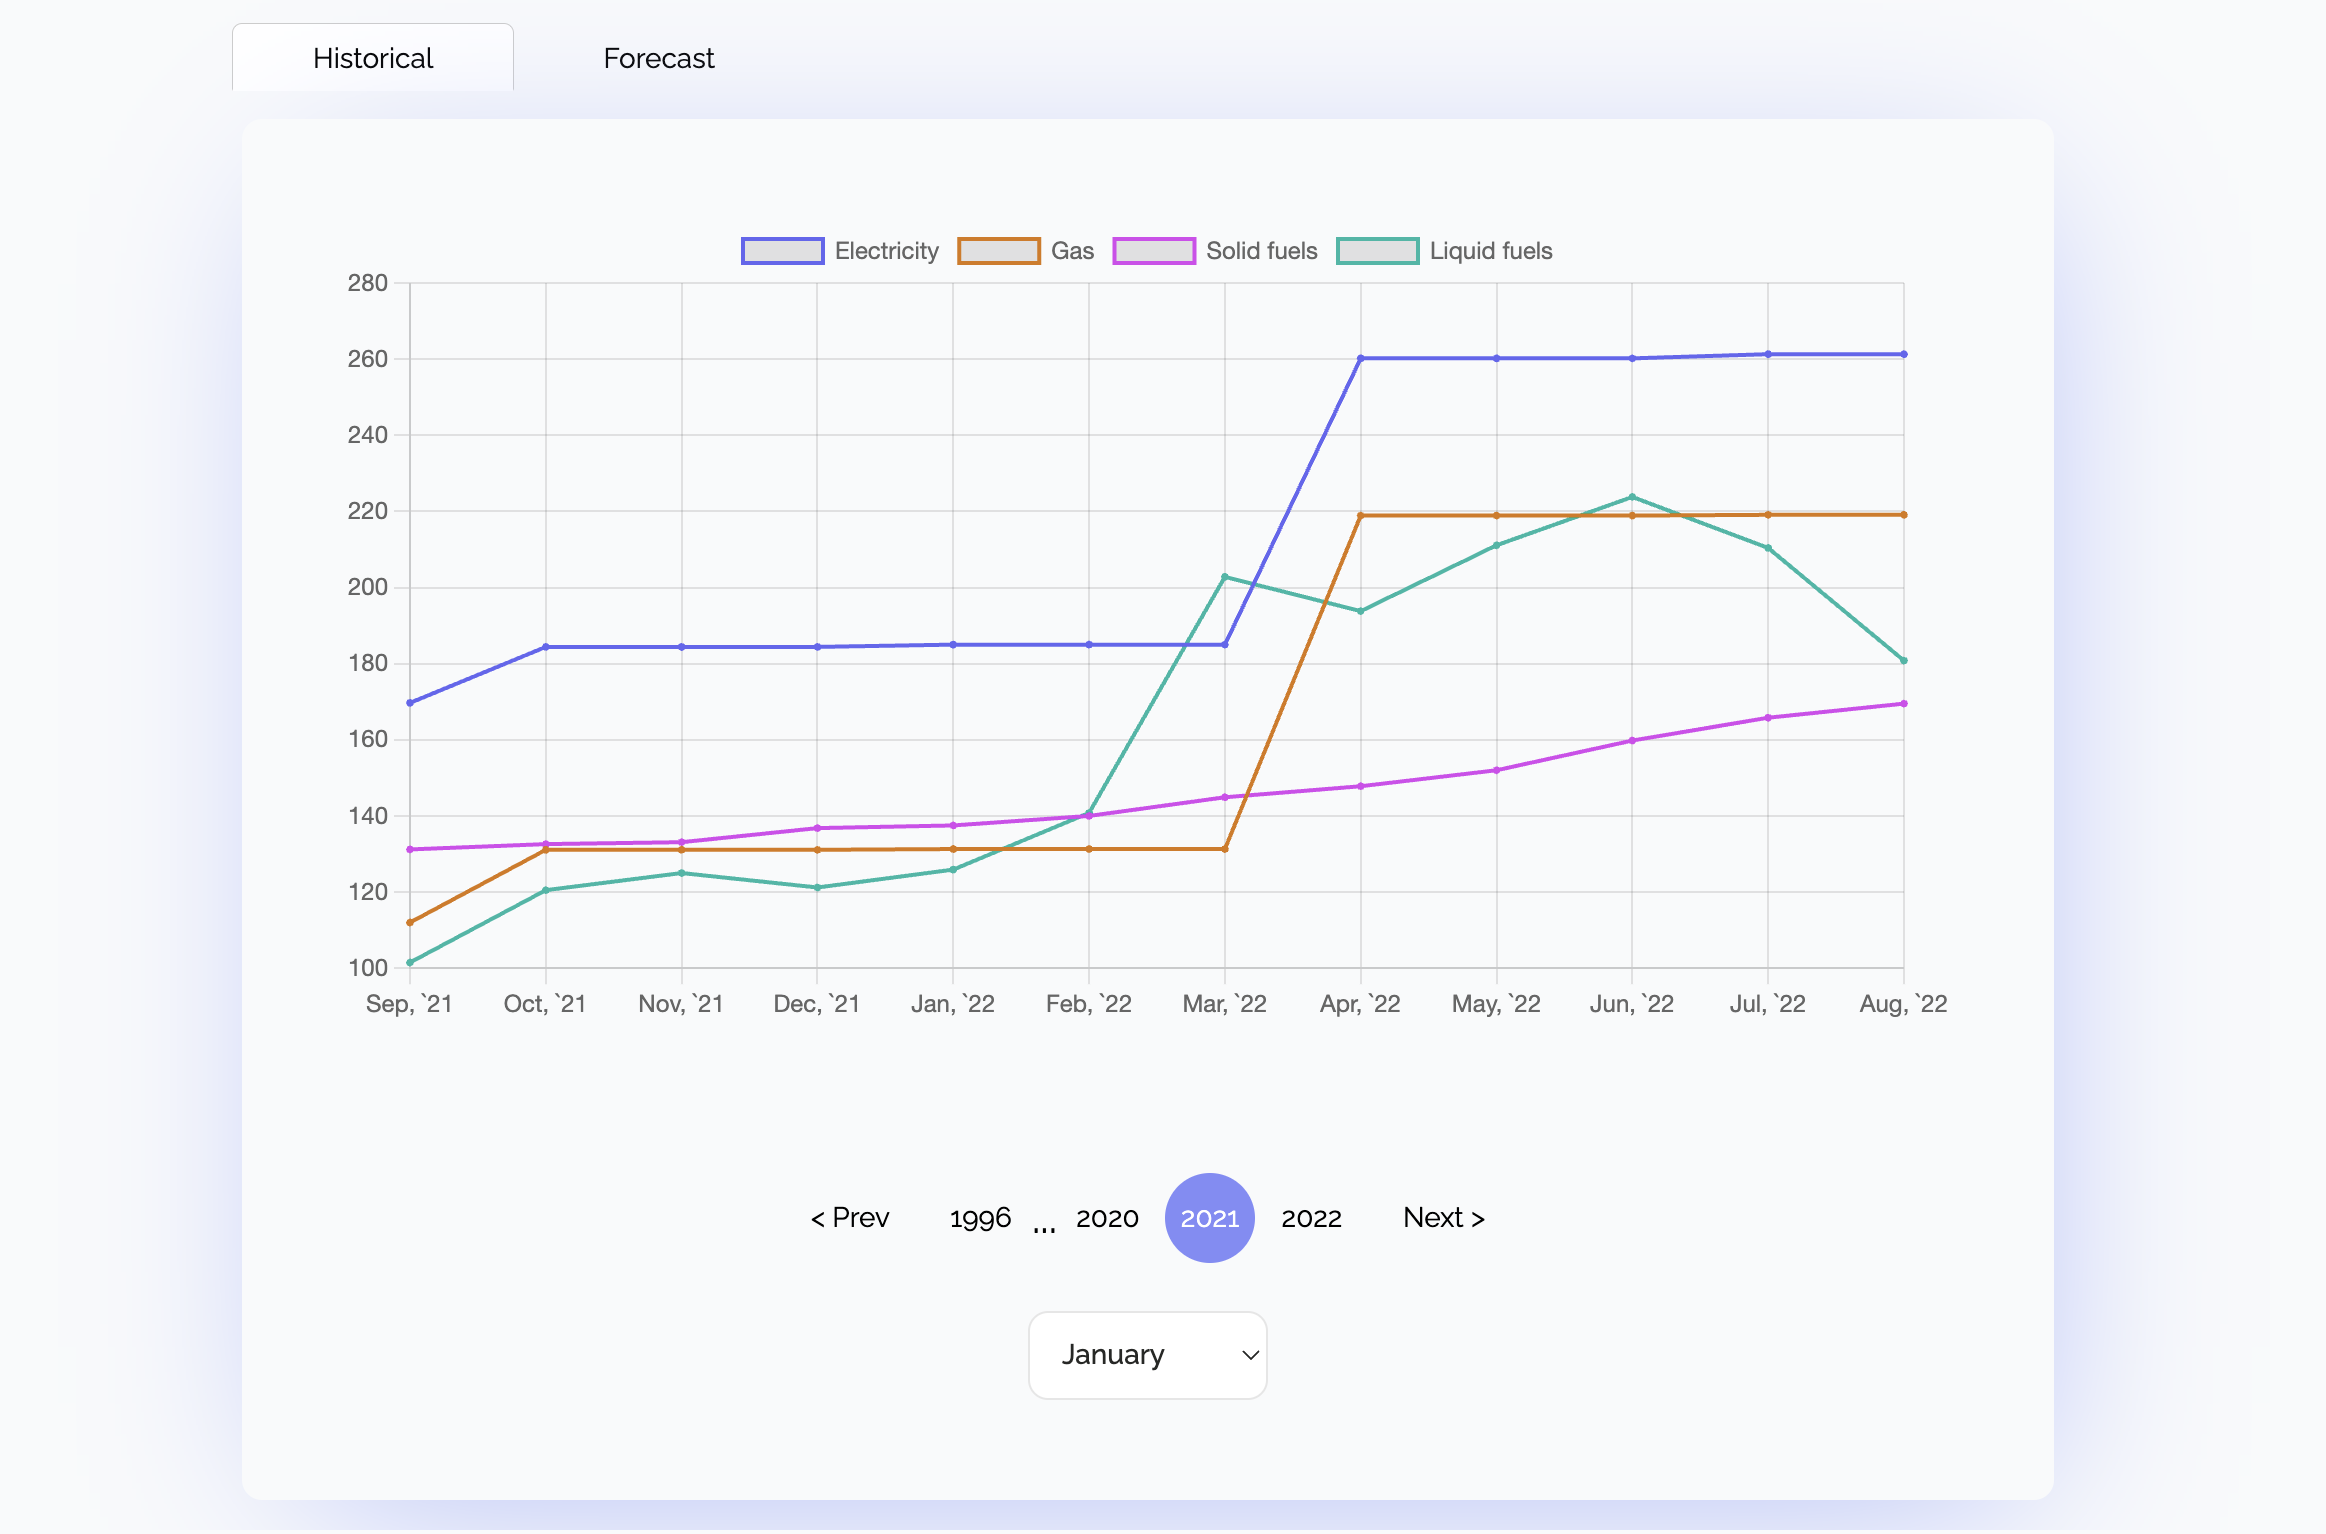 Historical Forecast
Electricity Gas Solid fuels Liquid fuels
280
260
240
220
200
180
160
140
120
100
Sep, `21 Oct, `21 Nov, `21 Dec, `21 Jan, `22 Feb, `22 Mar, `22 Apr, `22 May, `22 Jun, `22 Jul, `22 Aug, `22
< Prev 1996 ... 2020 2021 2022 Next >
January